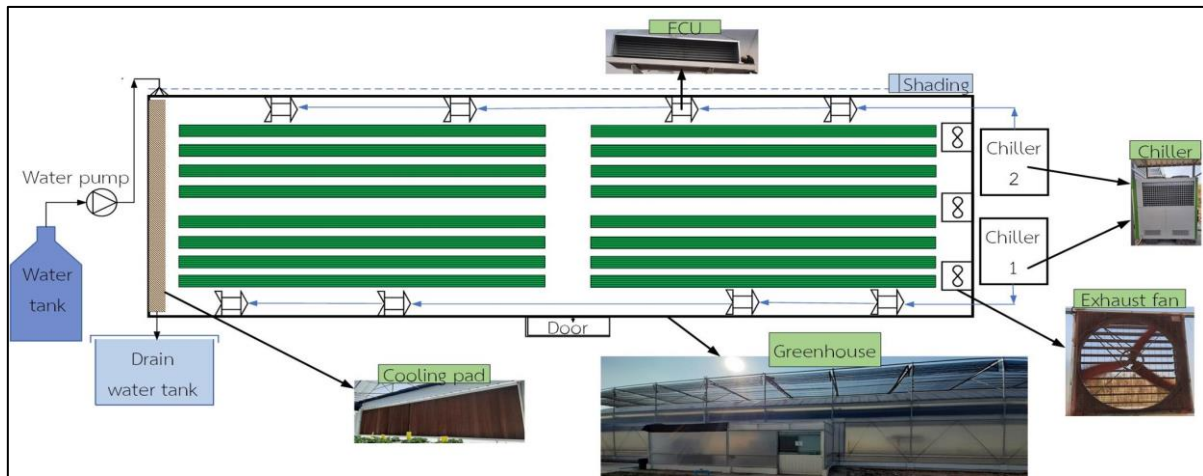 FCU
Shading
Water pump
Chiller
2
Chiller
Chiller
1
Water
tank
Door
Exhaust fan
Greenhouse
Drain
water tank
Cooling pad